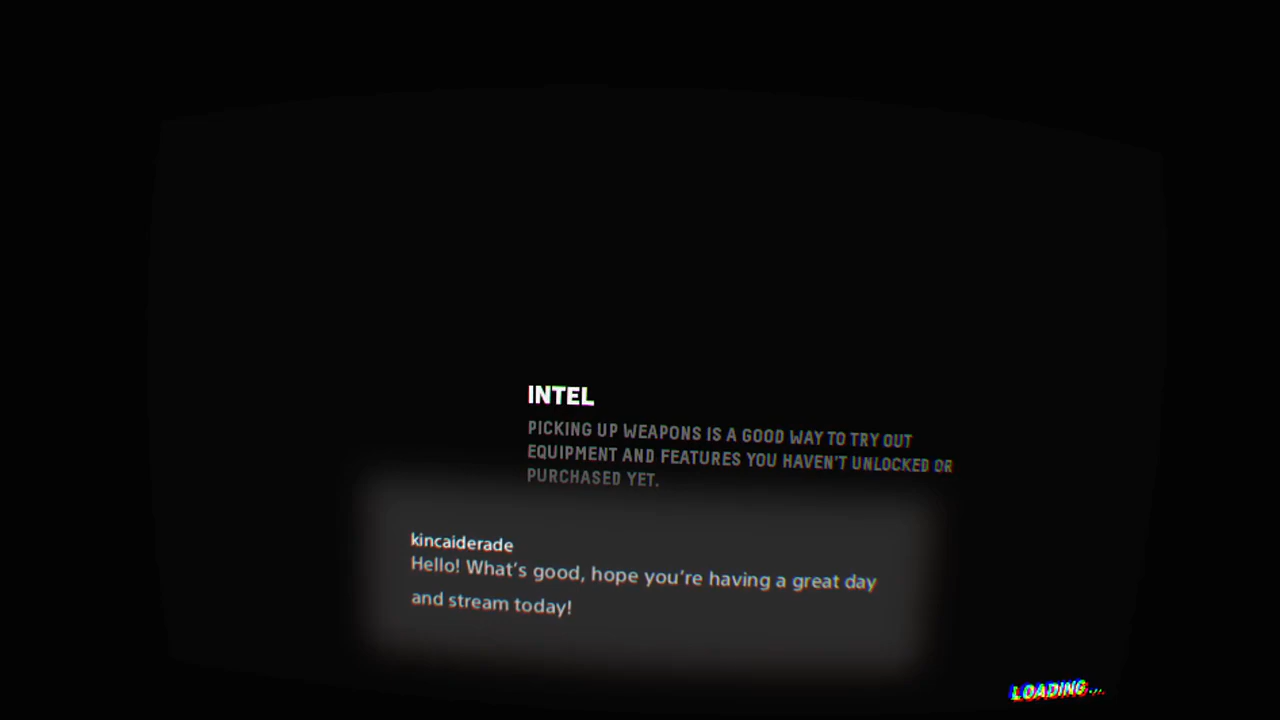 INTEL
PICKING UP WEAPONS IS A GOOD WAY TO TRY OUT
EQUIPMENT AND FEATURES YOU HAVEN'T UNLOCKED OR
PURCHASED YET.
kincaiderade
Hello! What's good, hope you're having a great day
and stream today!
LOADING...